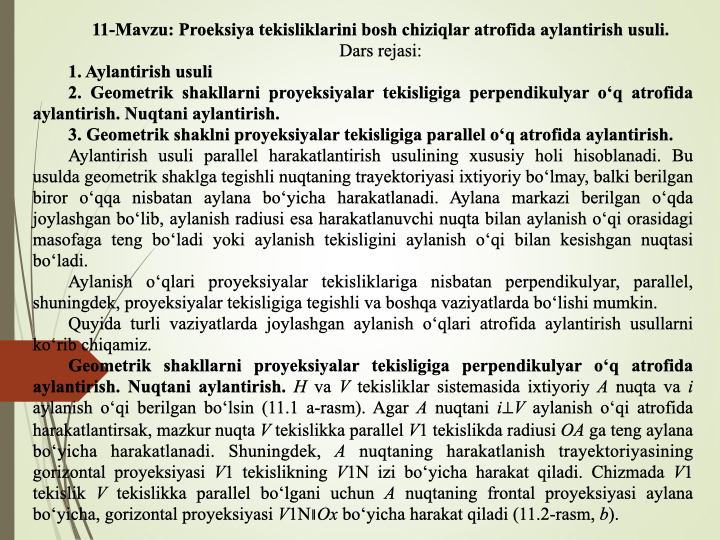 11-Mavzu: Proeksiya tekisliklarini bosh chiziqlar atrofida aylantirish usuli.
Dars rejasi:
1. Aylantirish usuli
2. Geometrik shakllarni proyeksiyalar tekisligiga perpendikulyar o‘q atrofida
aylantirish. Nuqtani aylantirish.
3. Geometrik shaklni proyeksiyalar tekisligiga parallel o‘q atrofida aylantirish.
Aylantirish usuli parallel harakatlantirish usulining xususiy holi hisoblanadi. Bu
usulda geometrik shaklga tegishli nuqtaning trayektoriyasi ixtiyoriy bo‘lmay, balki berilgan
biror o‘qqa nisbatan aylana bo‘yicha harakatlanadi. Aylana markazi berilgan o‘qda
joylashgan bo‘lib, aylanish radiusi esa harakatlanuvchi nuqta bilan aylanish o‘qi orasidagi
masofaga teng bo‘ladi yoki aylanish tekisligini aylanish o‘qi bilan kesishgan nuqtasi
bo‘ladi.
Aylanish o‘qlari proyeksiyalar tekisliklariga nisbatan perpendikulyar, parallel,
shuningdek, proyeksiyalar tekisligiga tegishli va boshqa vaziyatlarda bo‘lishi mumkin.
Quyida turli vaziyatlarda joylashgan aylanish o‘qlari atrofida aylantirish usullarni
ko‘rib chiqamiz.
Geometrik shakllarni proyeksiyalar tekisligiga perpendikulyar o‘q atrofida
aylantirish. Nuqtani aylantirish. H va V tekisliklar sistemasida ixtiyoriy A nuqta va i
aylanish o‘qi berilgan bo‘lsin (11.1 a-rasm). Agar A nuqtani i⊥V aylanish o‘qi atrofida
harakatlantirsak, mazkur nuqta V tekislikka parallel V1 tekislikda radiusi OA ga teng aylana
bo‘yicha harakatlanadi. Shuningdek, A nuqtaning harakatlanish trayektoriyasining
gorizontal proyeksiyasi V1 tekislikning V1N izi bo‘yicha harakat qiladi. Chizmada V1
tekislik V tekislikka parallel bo‘lgani uchun A nuqtaning frontal proyeksiyasi aylana
bo‘yicha, gorizontal proyeksiyasi V1N‖Ox bo‘yicha harakat qiladi (11.2-rasm, b).